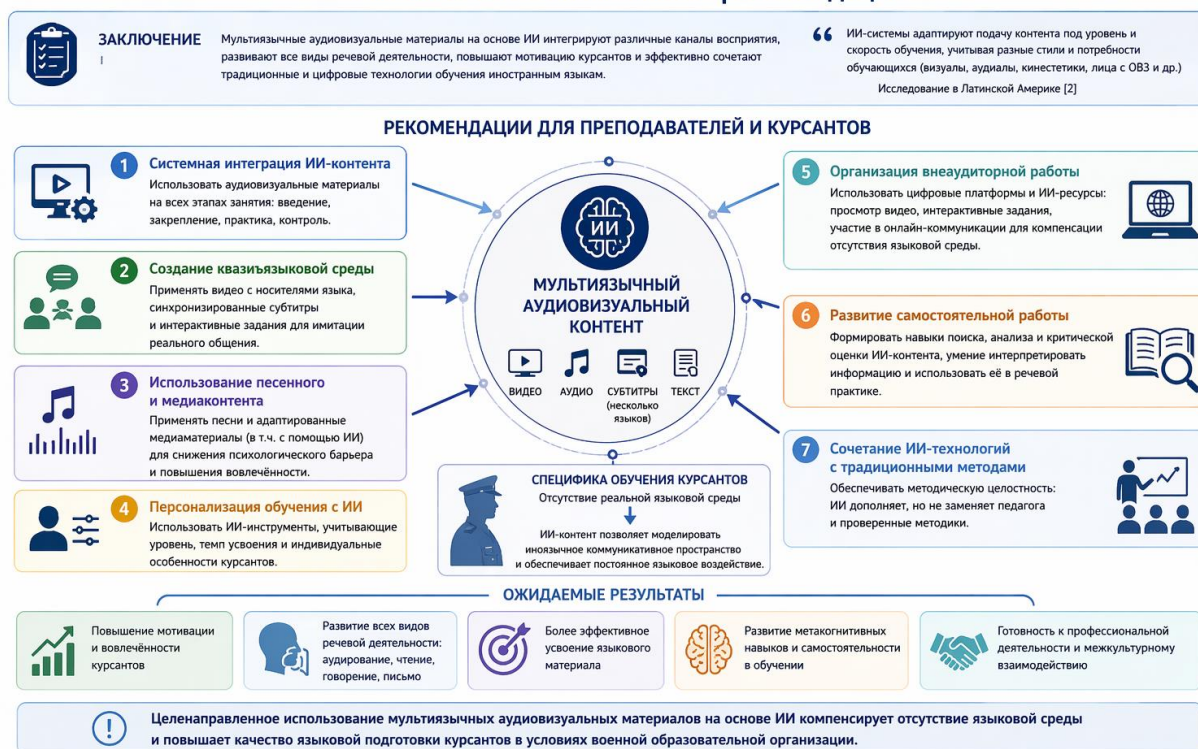 ЗАКЛЮЧЕНИЕ
Мультиязычные аудиовизуальные материалы на основе ИИ интегрируют различные каналы восприятия,
развивают все виды речевой деятельности, повышают мотивацию курсантов и эффективно сочетают
традиционные и цифровые технологии обучения иностранным языкам.
“ ИИ-системы адаптируют подачу контента под уровень и
скорость обучения, учитывая разные стили и потребности
обучающихся (визуалы, аудиалы, кинестетики, лица с ОВЗ и др.)
Исследование в Латинской Америке [2]
РЕКОМЕНДАЦИИ ДЛЯ ПРЕПОДАВАТЕЛЕЙ И КУРСАНТОВ
1 Системная интеграция ИИ-контента
Использовать аудиовизуальные материалы
на всех этапах занятия: введение,
закрепление, практика, контроль.
2 Создание квазиъязыковой среды
Применять видео с носителями языка,
синхронизированные субтитры
и интерактивные задания для имитации
реального общения.
3 Использование песенного
и медиаконтента
Применять песни и адаптированные
медиаматериалы (в т.ч. с помощью ИИ)
для снижения психологического барьера
и повышения вовлечённости.
4 Персонализация обучения с ИИ
Использовать ИИ-инструменты, учитывающие
уровень, темп усвоения и индивидуальные
особенности курсантов.
ИИ
МУЛЬТИЯЗЫЧНЫЙ
АУДИОВИЗУАЛЬНЫЙ
КОНТЕНТ
ВИДЕО
АУДИО
СУБТИТРЫ
(несколько
языков)
ТЕКСТ
СПЕЦИФИКА ОБУЧЕНИЯ КУРСАНТОВ
Отсутствие реальной языковой среды
ИИ-контент позволяет моделировать
иноязычное коммуникативное пространство
и обеспечивает постоянное языковое воздействие.
5 Организация внеаудиторной работы
Использовать цифровые платформы и ИИ-ресурсы:
просмотр видео, интерактивные задания,
участие в онлайн-коммуникации для компенсации
отсутствия языковой среды.
6 Развитие самостоятельной работы
Формировать навыки поиска, анализа и критической
оценки ИИ-контента, умение интерпретировать
информацию и использовать её в речевой
практике.
7 Сочетание ИИ-технологий
с традиционными методами
Обеспечивать методическую целостность:
ИИ дополняет, но не заменяет педагога
и проверенные методики.
ОЖИДАЕМЫЕ РЕЗУЛЬТАТЫ
Повышение мотивации
и вовлечённости
курсантов
Развитие всех видов
речевой деятельности:
аудирование, чтение,
говорение, письмо
Более эффективное
усвоение языкового
материала
Развитие метакогнитивных
навыков и самостоятельности
в обучении
Готовность к профессиональной
деятельности и межкультурному
взаимодействию
Целенаправленное использование мультиязычных аудиовизуальных материалов на основе ИИ компенсирует отсутствие языковой среды
и повышает качество языковой подготовки курсантов в условиях военной образовательной организации.